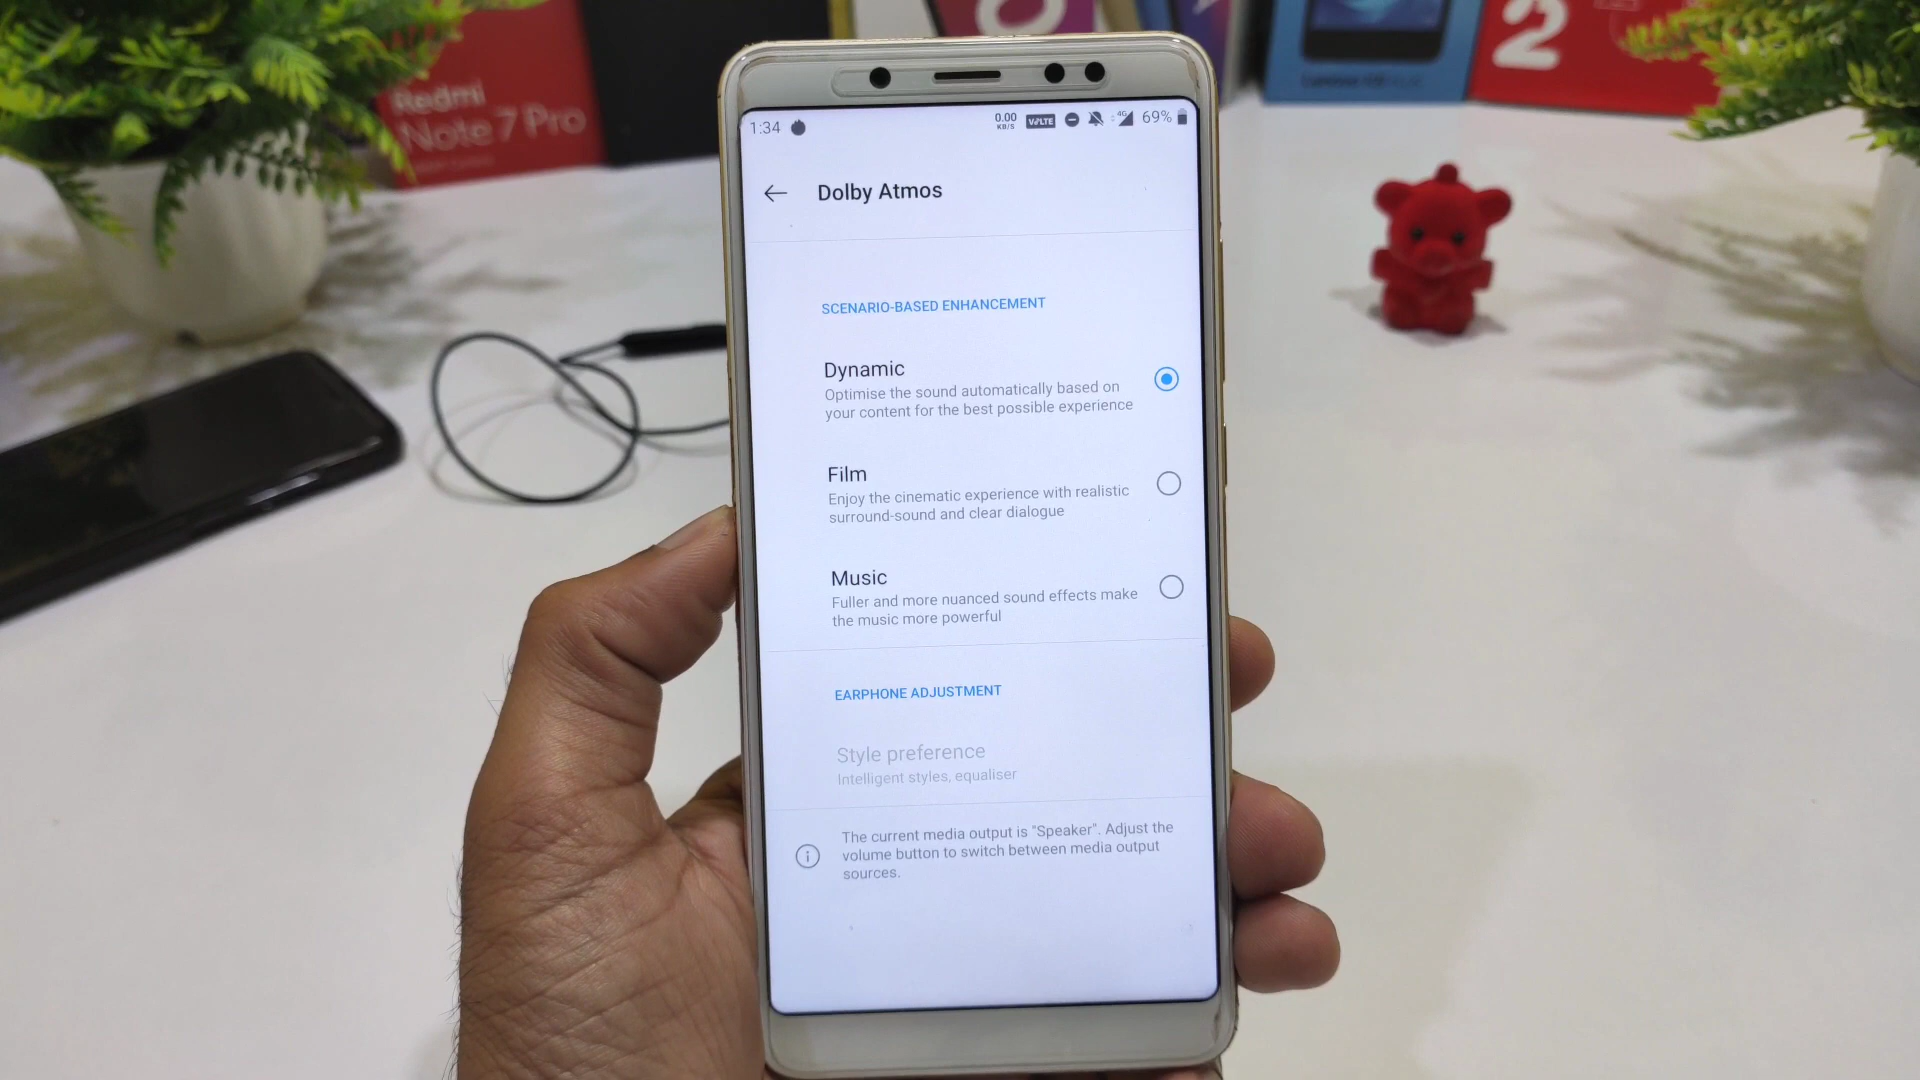 Redmi
Note 7 Pro
2
1:34
0.00
KB/S
VoLTE
4G
69%
Dolby Atmos
SCENARIO-BASED ENHANCEMENT
Dynamic
Optimise the sound automatically based on
your content for the best possible experience
Film
Enjoy the cinematic experience with realistic
surround-sound and clear dialogue
Music
Fuller and more nuanced sound effects make
the music more powerful
EARPHONE ADJUSTMENT
Style preference
Intelligent styles, equaliser
The current media output is "Speaker". Adjust the
volume button to switch between media output
sources.